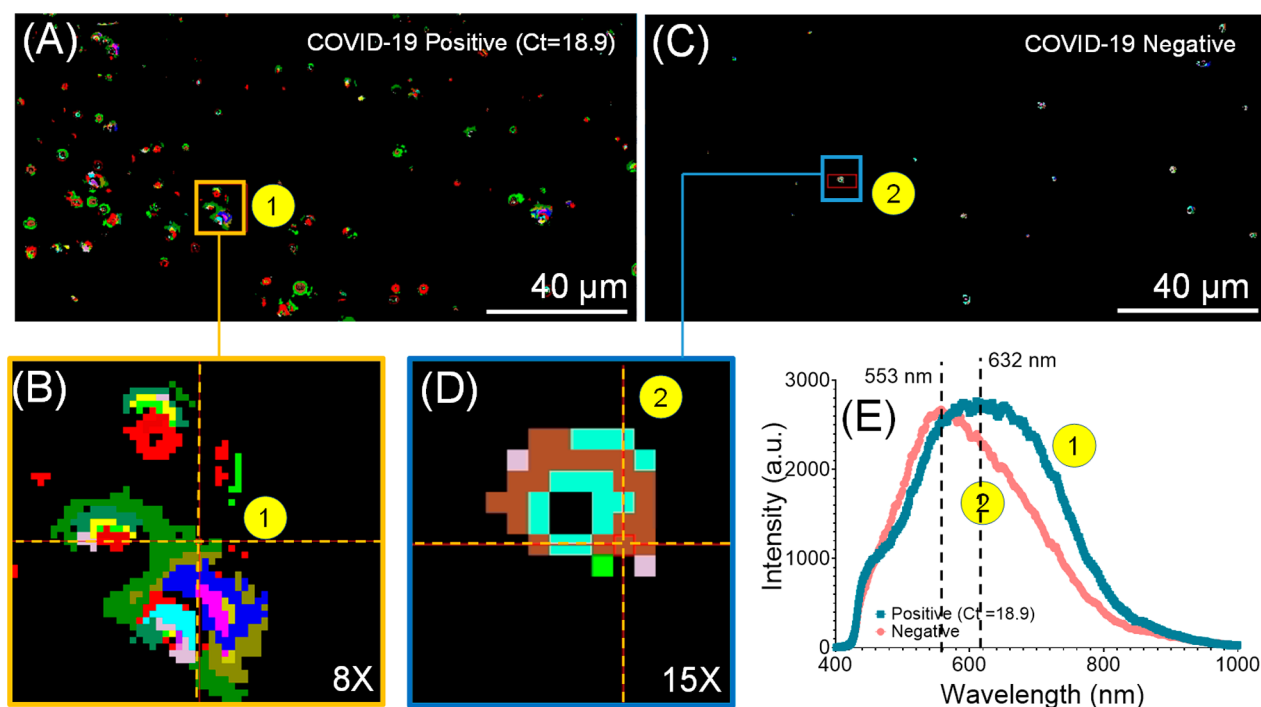 (A)
COVID-19 Positive (Ct=18.9)
1
40 µm
(C)
COVID-19 Negative
2
40 µm
(B)
1
8X
(D)
2
15X
(E)
553 nm
632 nm
1
2
Intensity (a.u.)
3000
2000
1000
0
Positive (Ct =18.9)
Negative
400
600
800
1000
Wavelength (nm)